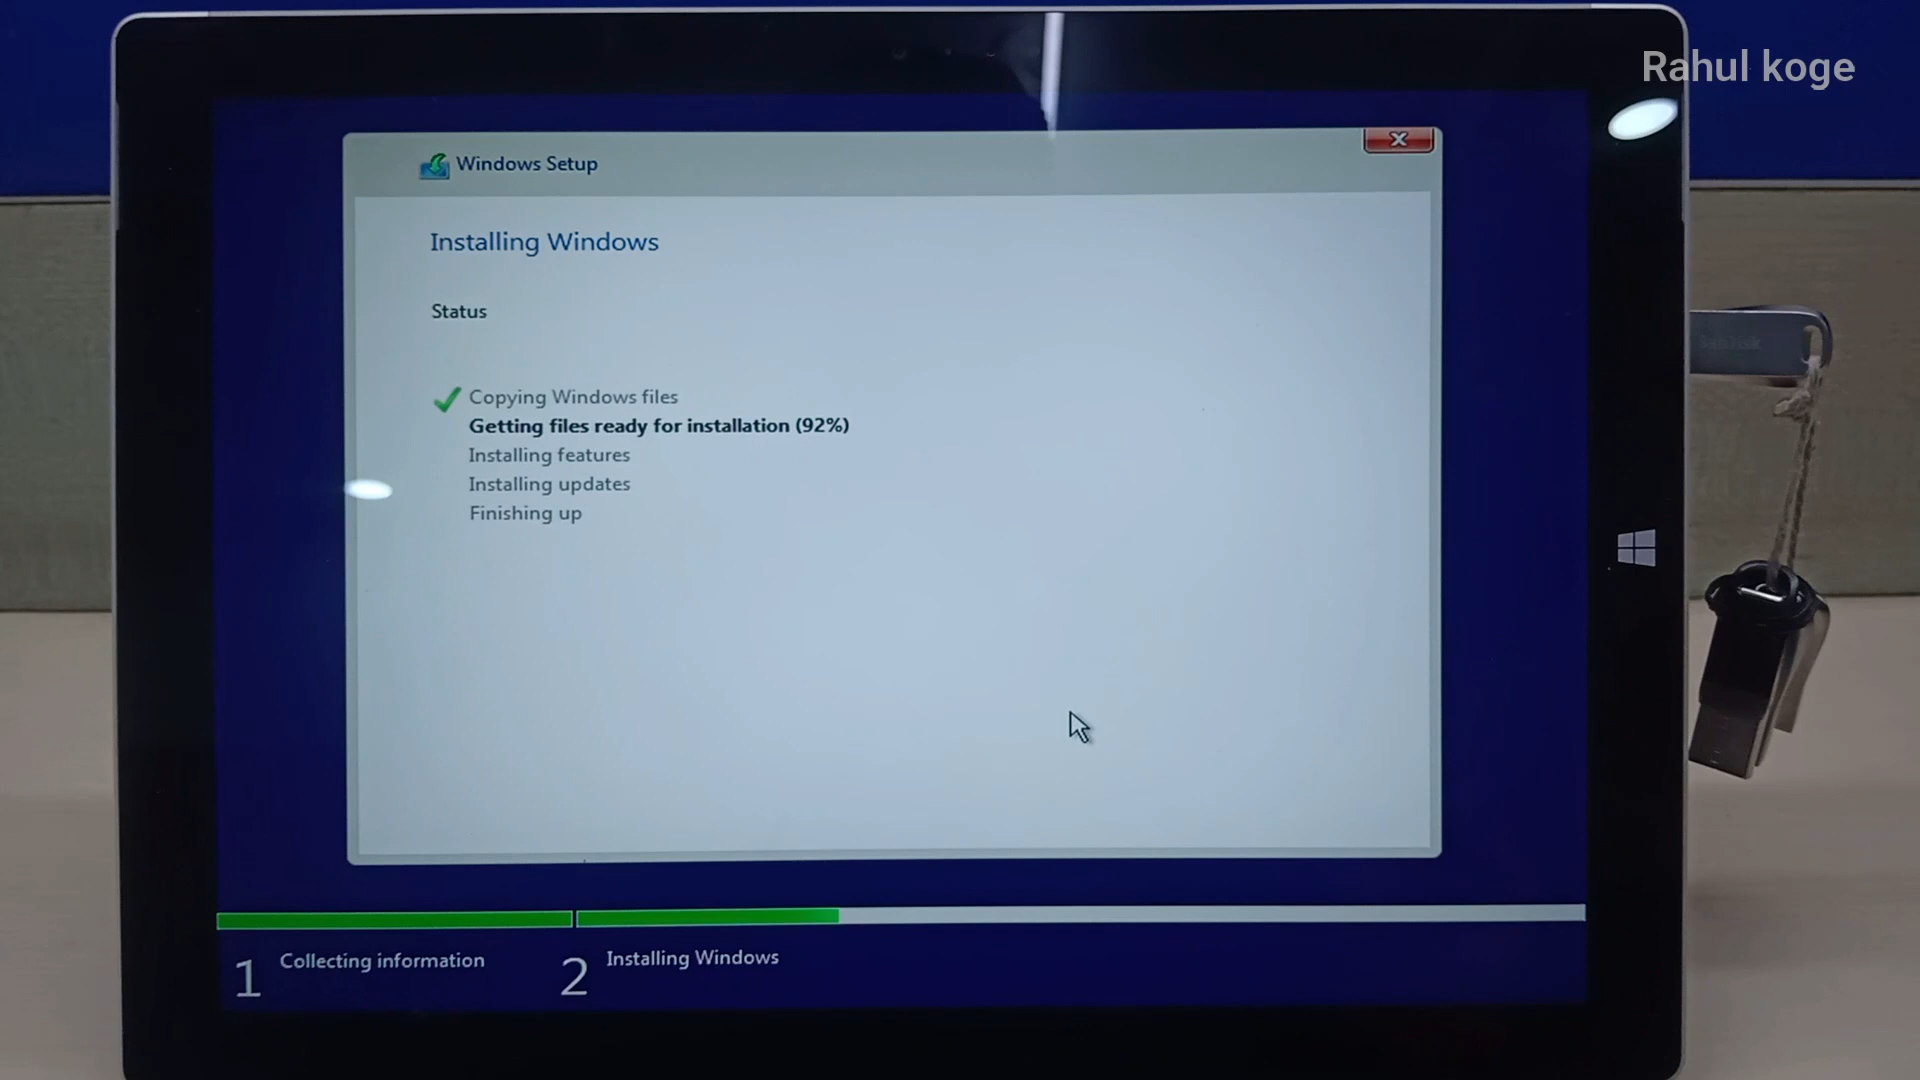 Rahul koge
Windows Setup
Installing Windows
Status
Copying Windows files
Getting files ready for installation (92%)
Installing features
Installing updates
Finishing up
SanDisk
1 Collecting information
2 Installing Windows